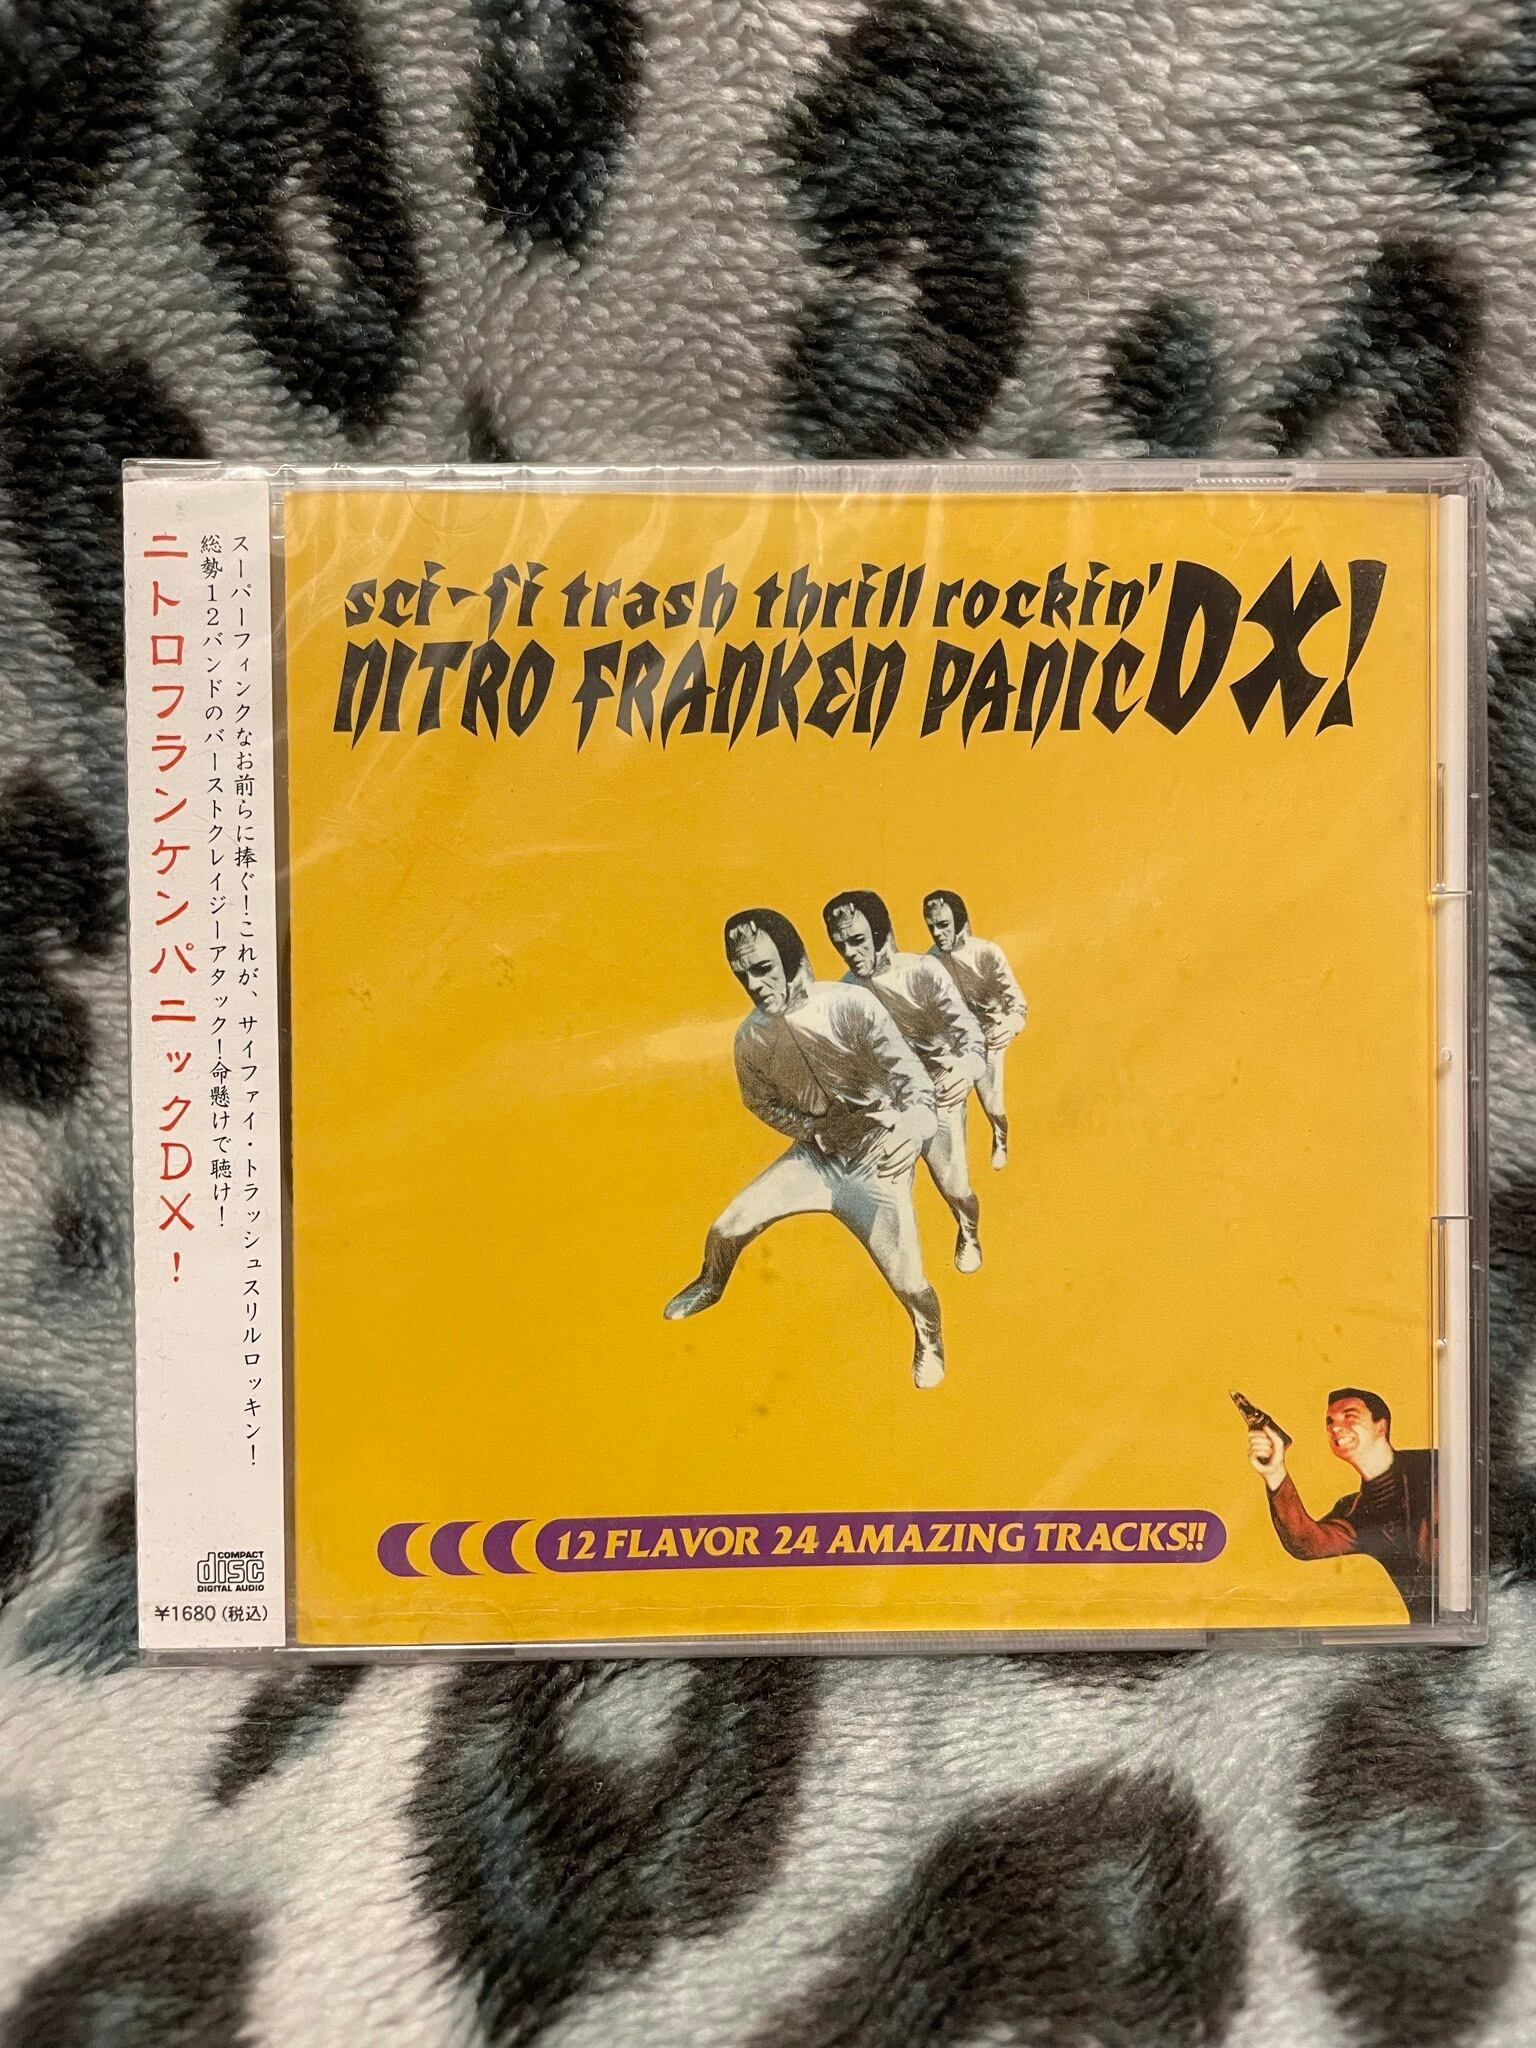 sci-fi trash thrill rockin'
NITRO FRANKEN PANIC DX!
12 FLAVOR 24 AMAZING TRACKS!!
スーパーフィンクなお前らに捧ぐ！これが、サイファイ・トラッシュスリルロッキン！
総勢12バンドのバーストクレイジーアタック！命懸けで聴け！
ニトロフランケンパニックDX！
COMPACT
disc
DIGITAL AUDIO
¥1680（税込）